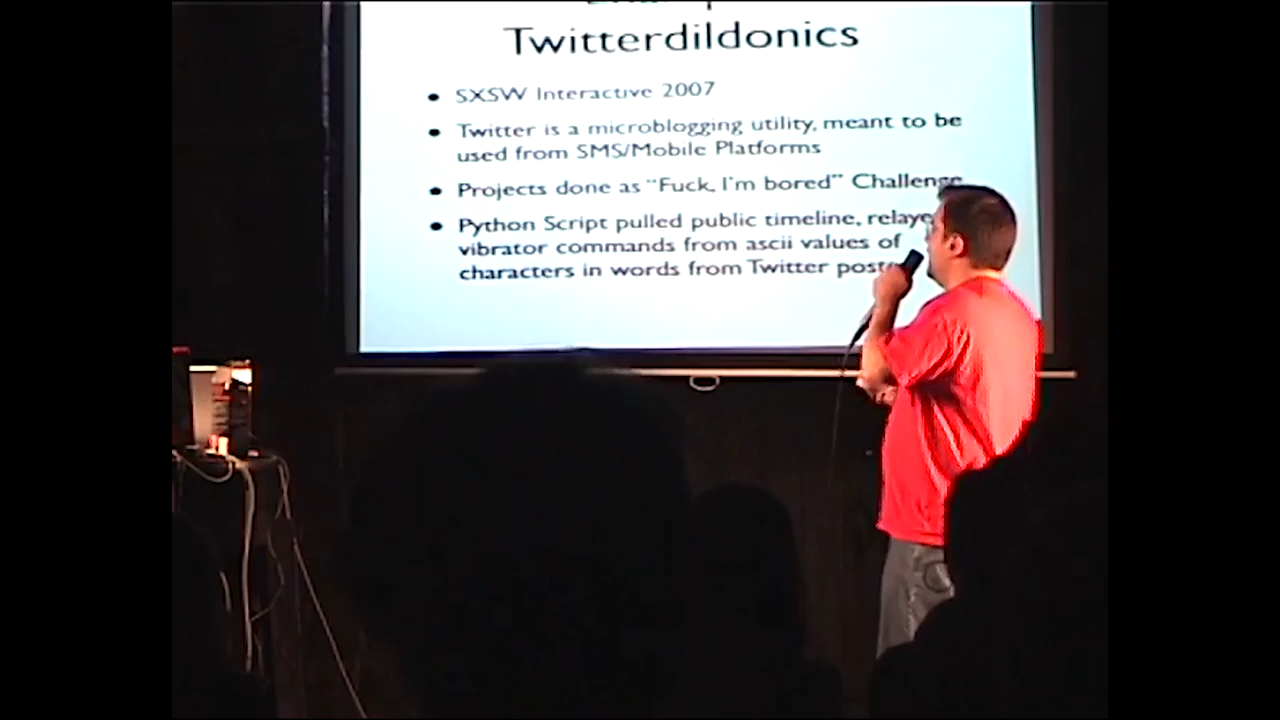 Twitterdildonics
• SXSW Interactive 2007
• Twitter is a microblogging utility, meant to be
used from SMS/Mobile Platforms
• Projects done as "Fuck, I'm bored" Challenge
• Python Script pulled public timeline, relaye
vibrator commands from ascii values of
characters in words from Twitter posts